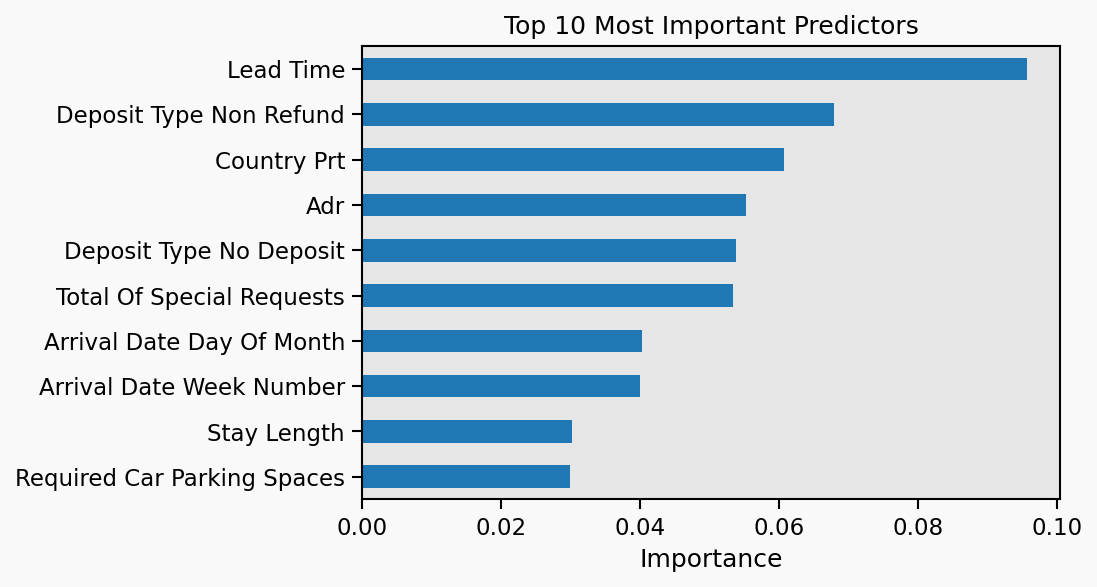 Top 10 Most Important Predictors
Lead Time
Deposit Type Non Refund
Country Prt
Adr
Deposit Type No Deposit
Total Of Special Requests
Arrival Date Day Of Month
Arrival Date Week Number
Stay Length
Required Car Parking Spaces
0.00 0.02 0.04 0.06 0.08 0.10
Importance